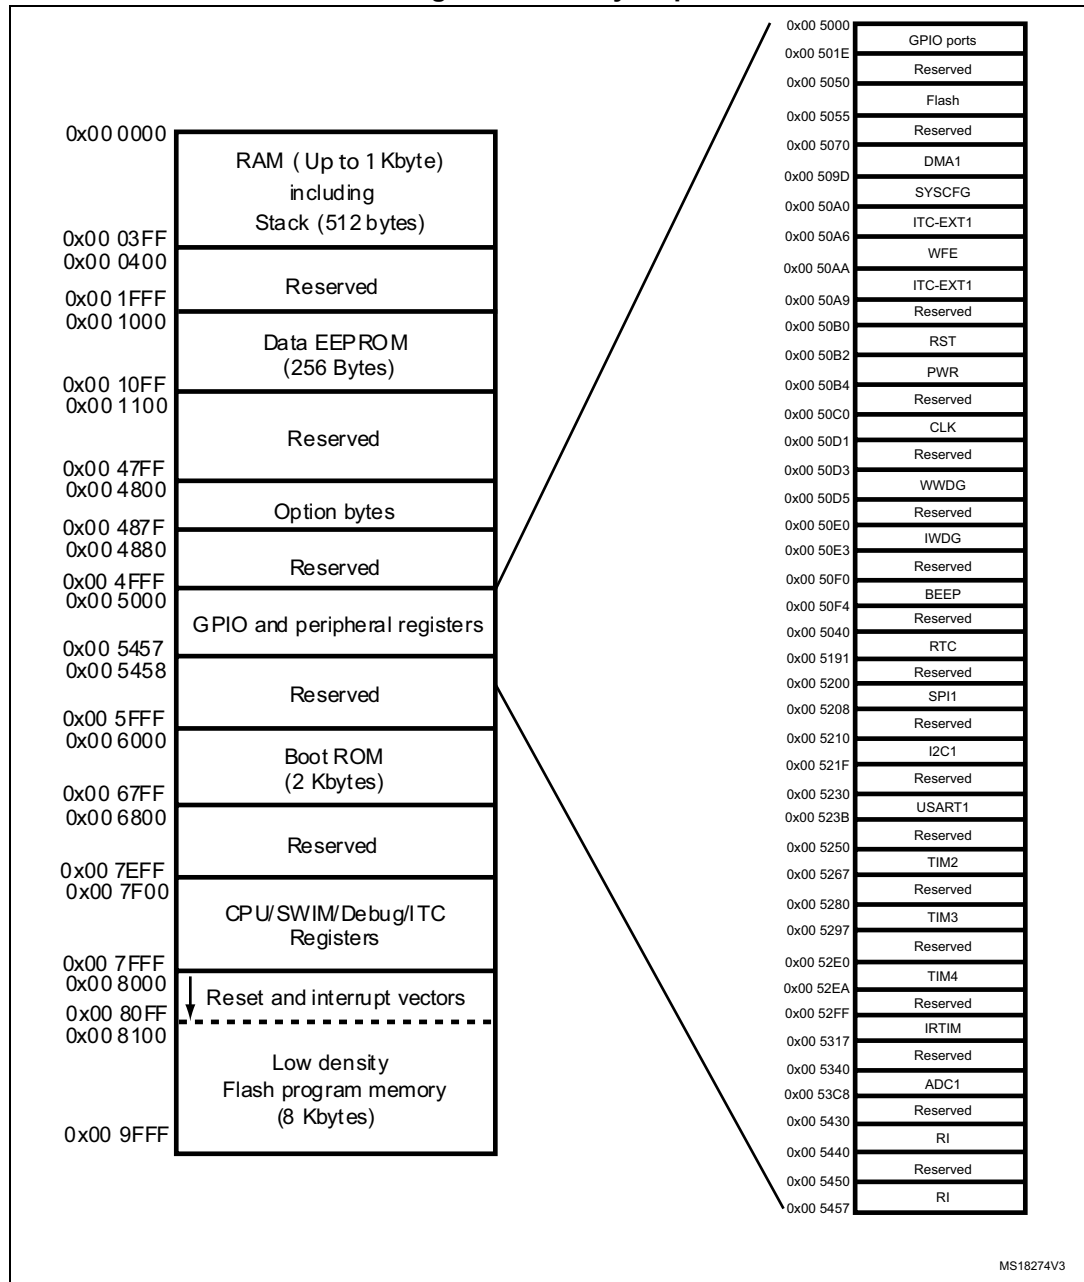 0x00 0000
RAM (Up to 1 Kbyte)
including
Stack (512 bytes)
0x00 03FF
0x00 0400
Reserved
0x00 1FFF
0x00 1000
Data EEPROM
(256 Bytes)
0x00 10FF
0x00 1100
Reserved
0x00 47FF
0x00 4800
Option bytes
0x00 487F
0x00 4880
Reserved
0x00 4FFF
0x00 5000
GPIO and peripheral registers
0x00 5457
0x00 5458
Reserved
0x00 5FFF
0x00 6000
Boot ROM
(2 Kbytes)
0x00 67FF
0x00 6800
Reserved
0x00 7EFF
0x00 7F00
CPU/SWIM/Debug/ITC
Registers
0x00 7FFF
0x00 8000
Reset and interrupt vectors
0x00 80FF
0x00 8100
Low density
Flash program memory
(8 Kbytes)
0x00 9FFF
0x00 5000
GPIO ports
0x00 501E
Reserved
0x00 5050
Flash
0x00 5055
Reserved
0x00 5070
DMA1
0x00 509D
SYSCFG
0x00 50A0
ITC-EXT1
0x00 50A6
WFE
0x00 50AA
ITC-EXT1
0x00 50A9
Reserved
0x00 50B0
RST
0x00 50B2
PWR
0x00 50B4
Reserved
0x00 50C0
CLK
0x00 50D1
Reserved
0x00 50D3
WWDG
0x00 50D5
Reserved
0x00 50E0
IWDG
0x00 50E3
Reserved
0x00 50F0
BEEP
0x00 50F4
Reserved
0x00 5040
RTC
0x00 5191
Reserved
0x00 5200
SPI1
0x00 5208
Reserved
0x00 5210
I2C1
0x00 521F
Reserved
0x00 5230
USART1
0x00 523B
Reserved
0x00 5250
TIM2
0x00 5267
Reserved
0x00 5280
TIM3
0x00 5297
Reserved
0x00 52E0
TIM4
0x00 52EA
Reserved
0x00 52FF
IRTIM
0x00 5317
Reserved
0x00 5340
ADC1
0x00 53C8
Reserved
0x00 5430
RI
0x00 5440
Reserved
0x00 5450
RI
0x00 5457
MS18274V3